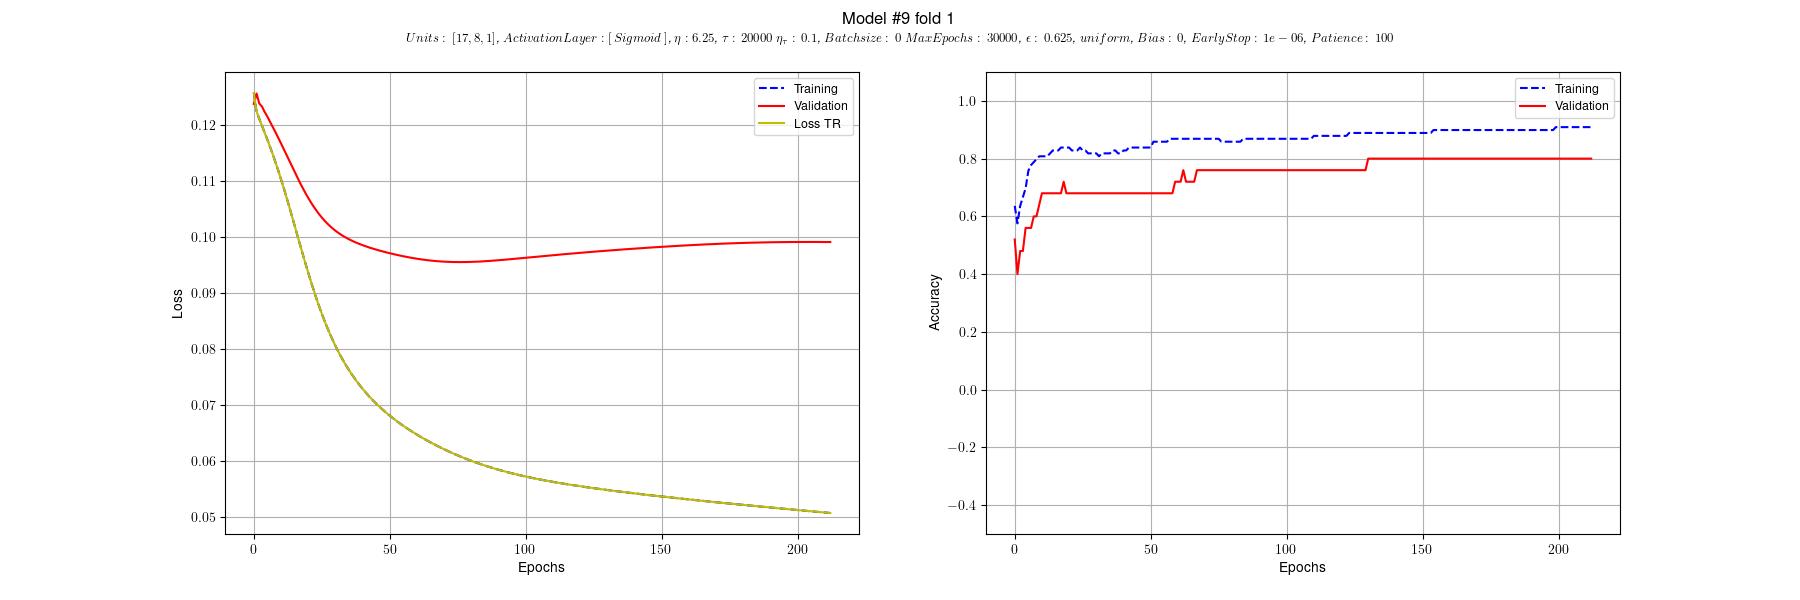 Model #9 fold 1
Units : [17, 8, 1], ActivationLayer : [ Sigmoid ], η : 6.25, τ : 20000 ητ : 0.1, Batchsize : 0 MaxEpochs : 30000, ϵ : 0.625, uniform, Bias : 0, EarlyStop : 1e − 06, Patience : 100
Training
Validation
Loss TR
0.12
0.11
0.10
0.09
0.08
0.07
0.06
0.05
Loss
0
50
100
150
200
Epochs
Training
Validation
1.0
0.8
0.6
0.4
0.2
0.0
−0.2
−0.4
Accuracy
0
50
100
150
200
Epochs